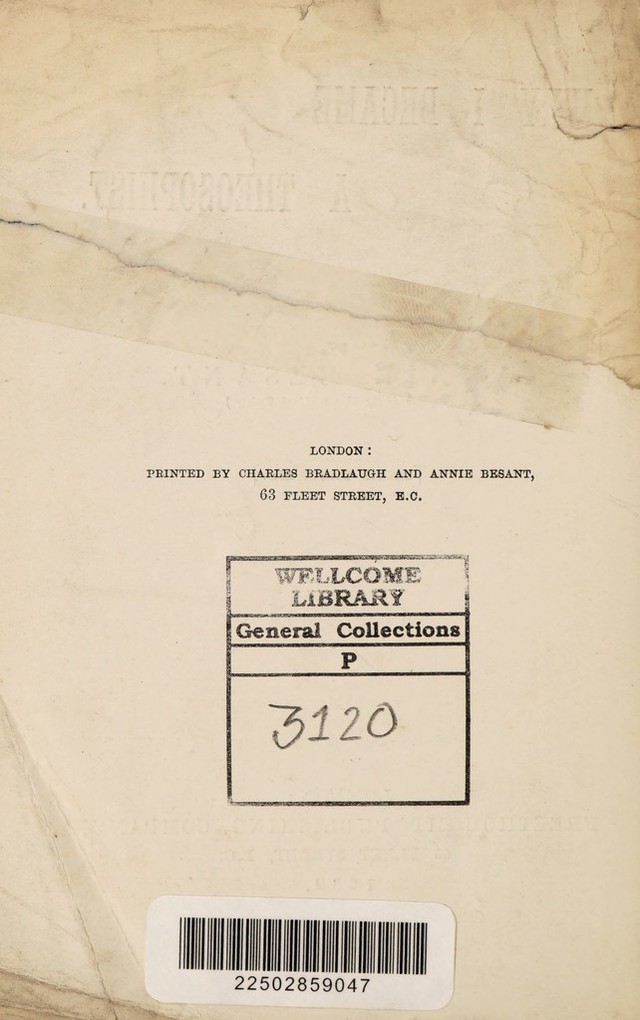 LONDON:
PRINTED BY CHARLES BRADLAUGH AND ANNIE BESANT,
63 FLEET STREET, E.C.
WELLCOME
LIBRARY
General Collections
P
3120
22502859047